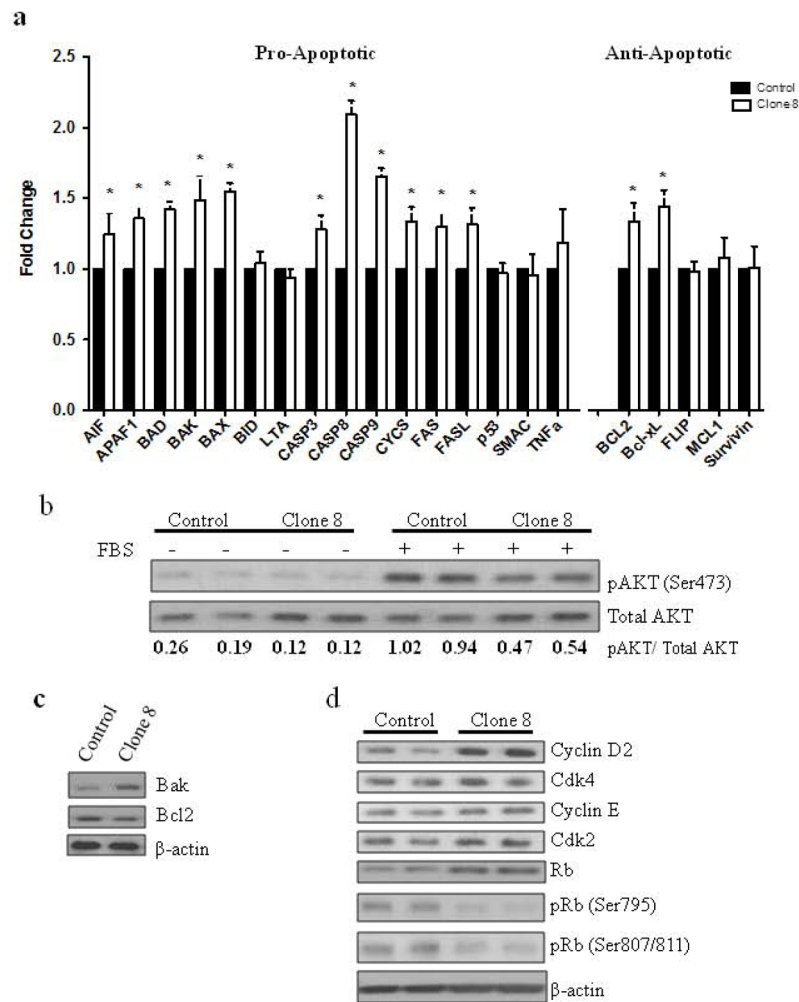 a
Pro-Apoptotic
Anti-Apoptotic
Control
Clone 8
Fold Change
2.5
2.0
1.5
1.0
0.5
0.0
* * * * * * * * * * * * *
AIF APAF1 BAD BAK BAX BID LTA CASP3 CASP8 CASP9 CYCS FAS FASL p53 SMAC TNFa BCL2 Bcl-xL FLIP MCL1 Survivin
b
Control Clone 8 Control Clone 8
FBS - - - - + + + +
pAKT (Ser473)
Total AKT
0.26 0.19 0.12 0.12 1.02 0.94 0.47 0.54 pAKT/ Total AKT
c
Control Clone 8
Bak
Bcl2
β-actin
d
Control Clone 8
Cyclin D2
Cdk4
Cyclin E
Cdk2
Rb
pRb (Ser795)
pRb (Ser807/811)
β-actin